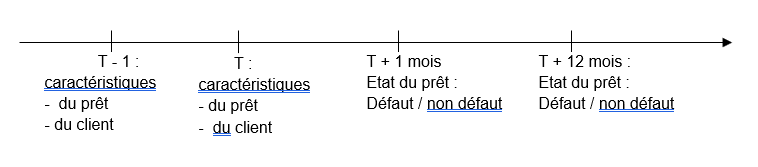 T - 1 :
caractéristiques
- du prêt
- du client
T :
caractéristiques
- du prêt
- du client
T + 1 mois
Etat du prêt :
Défaut / non défaut
T + 12 mois :
Etat du prêt :
Défaut / non défaut